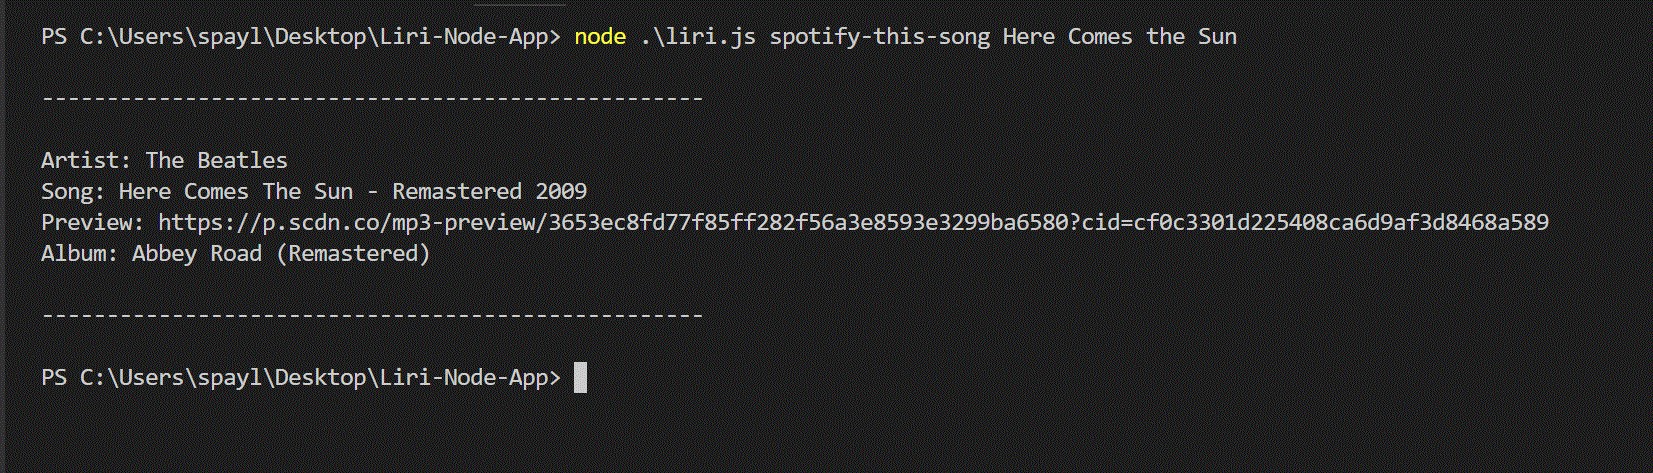 PS C:\Users\spayl\Desktop\Liri-Node-App> node .\liri.js spotify-this-song Here Comes the Sun
---------------------------------------------------
Artist: The Beatles
Song: Here Comes The Sun - Remastered 2009
Preview: https://p.scdn.co/mp3-preview/3653ec8fd77f85ff282f56a3e8593e3299ba6580?cid=cf0c3301d225408ca6d9af3d8468a589
Album: Abbey Road (Remastered)
---------------------------------------------------
PS C:\Users\spayl\Desktop\Liri-Node-App>